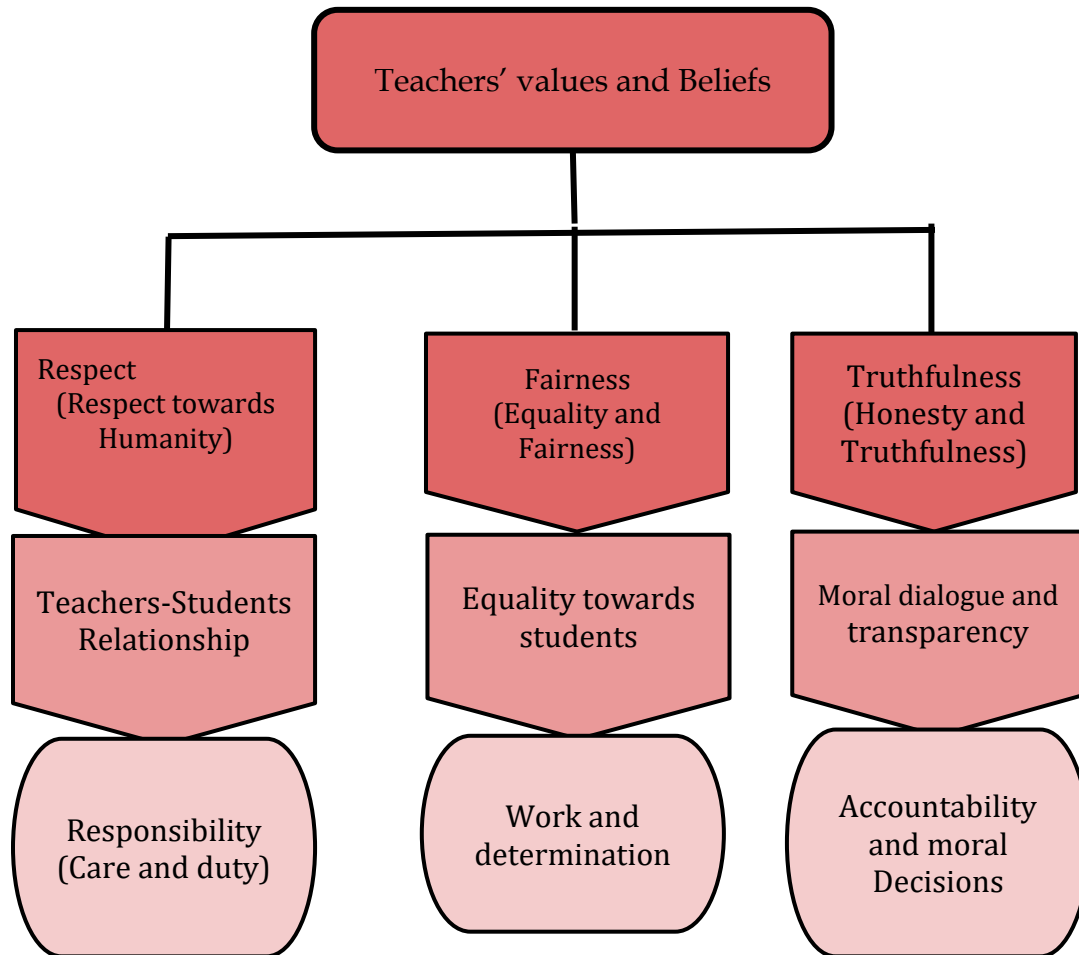 Teachers’ values and Beliefs
Respect
(Respect towards
Humanity)
Fairness
(Equality and
Fairness)
Truthfulness
(Honesty and
Truthfulness)
Teachers-Students
Relationship
Equality towards
students
Moral dialogue and
transparency
Responsibility
(Care and duty)
Work and
determination
Accountability
and moral
Decisions